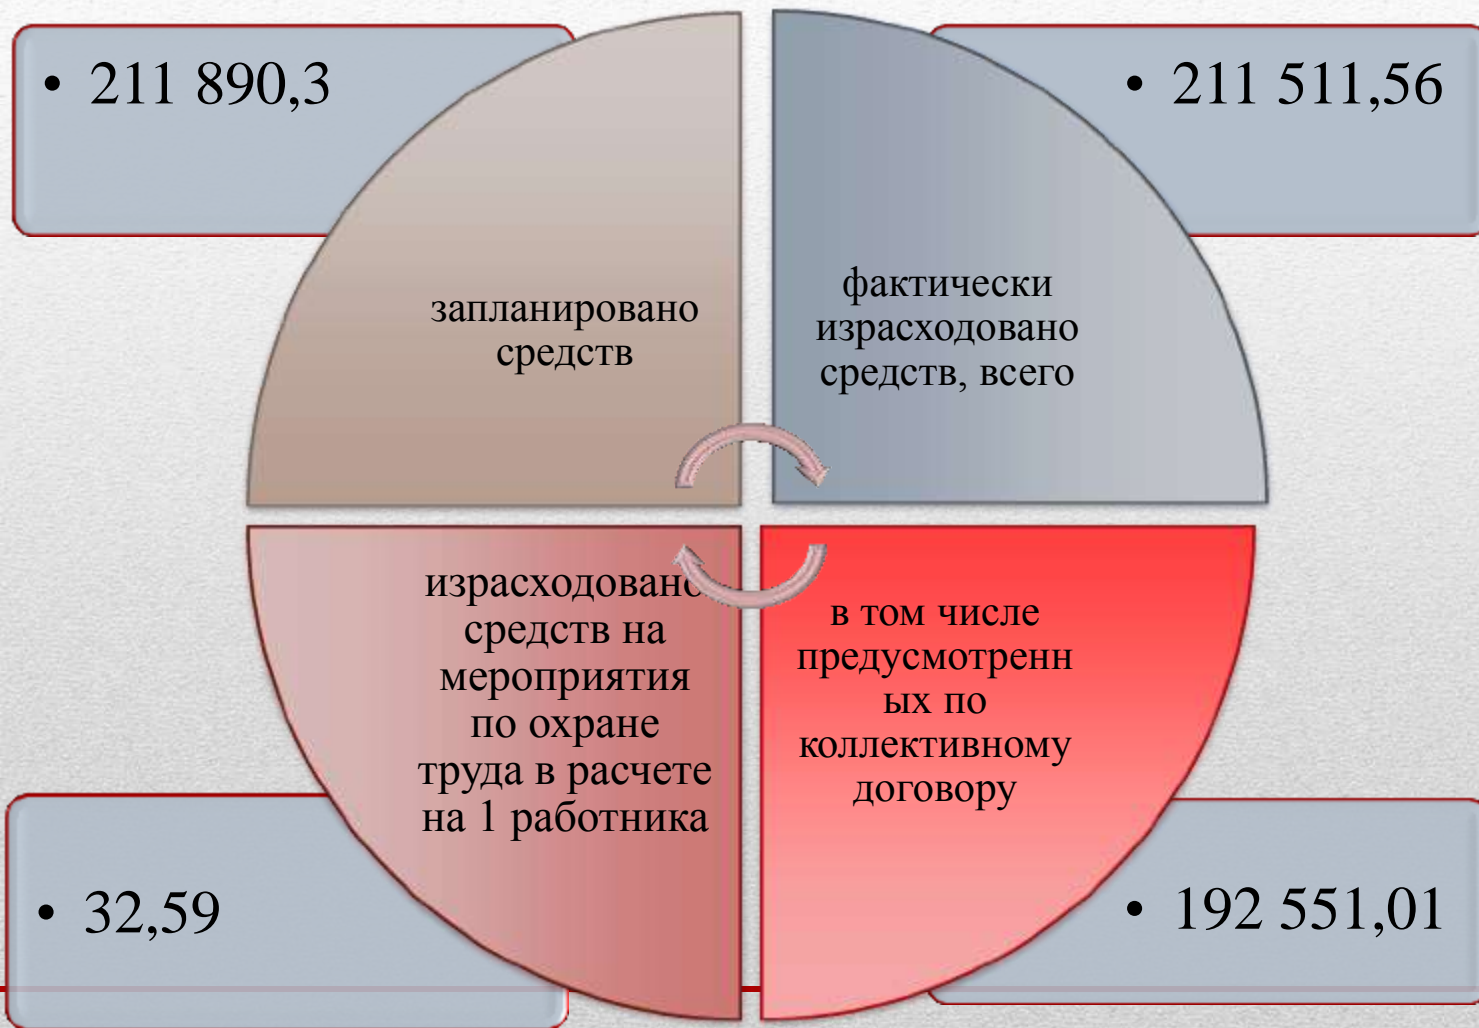 • 211 890,3
• 211 511,56
запланировано
средств
фактически
израсходовано
средств, всего
израсходовано
средств на
мероприятия
по охране
труда в расчете
на 1 работника
в том числе
предусмотренн
ых по
коллективному
договору
• 32,59
• 192 551,01